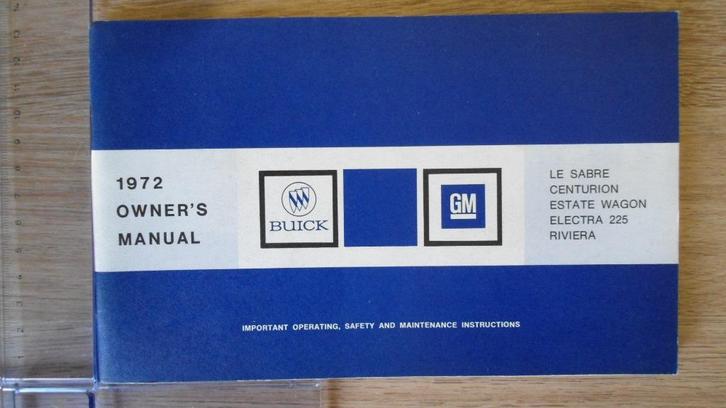 1972
OWNER'S
MANUAL
BUICK
GM
LE SABRE
CENTURION
ESTATE WAGON
ELECTRA 225
RIVIERA
IMPORTANT OPERATING, SAFETY AND MAINTENANCE INSTRUCTIONS